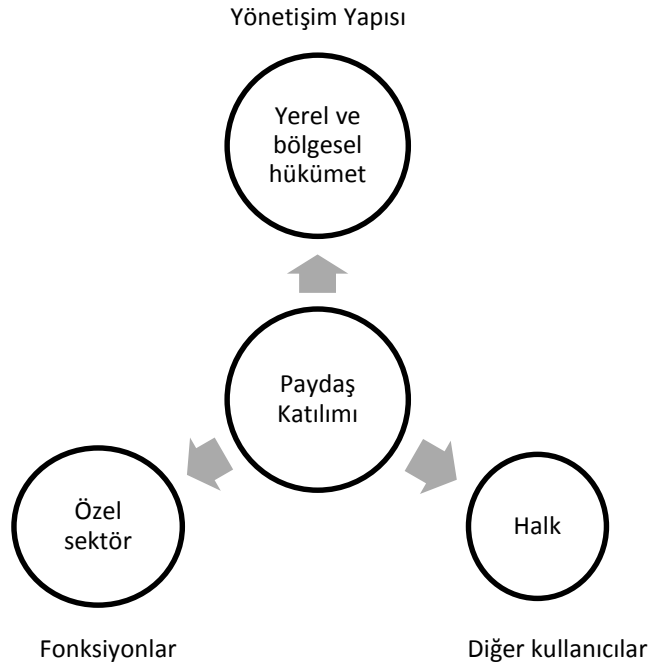 Yönetişim Yapısı
Yerel ve
bölgesel
hükümet
Paydaş
Katılımı
Özel
sektör
Halk
Fonksiyonlar
Diğer kullanıcılar